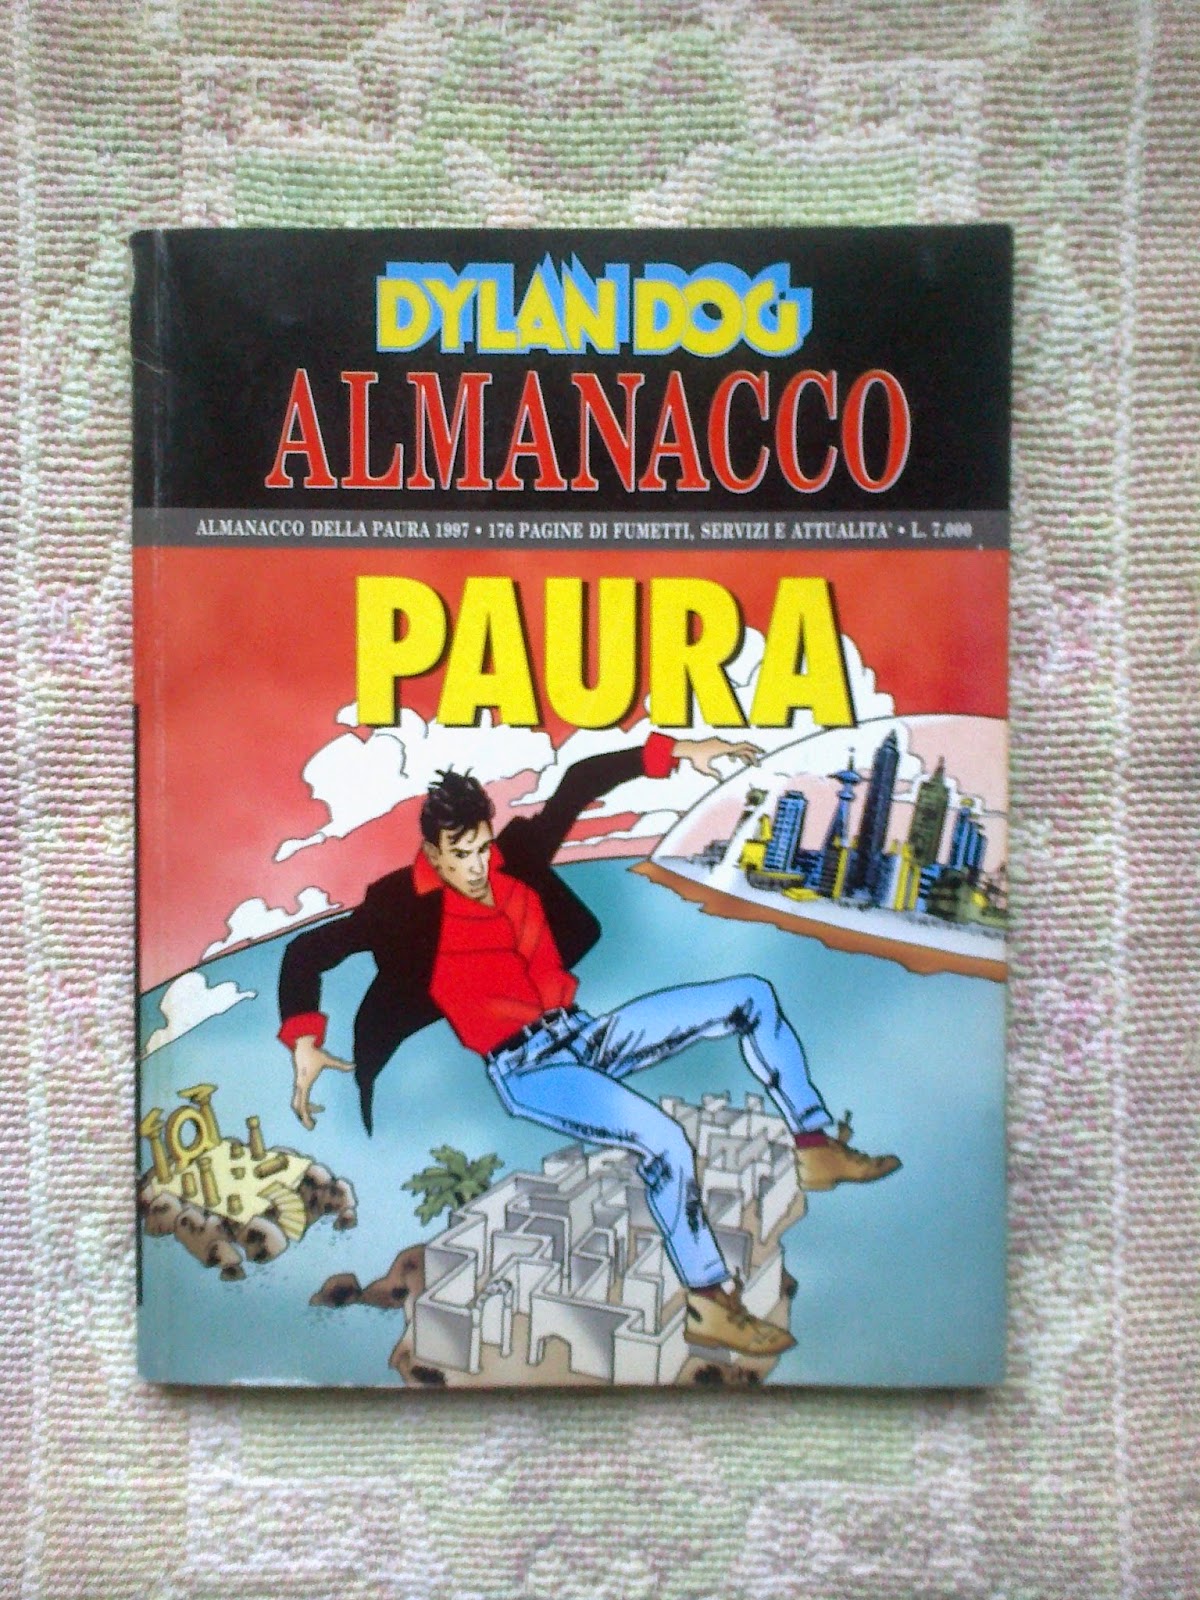 DYLAN DOG
ALMANACCO
ALMANACCO DELLA PAURA 1997 • 176 PAGINE DI FUMETTI, SERVIZI E ATTUALITA' • L. 7.000
PAURA